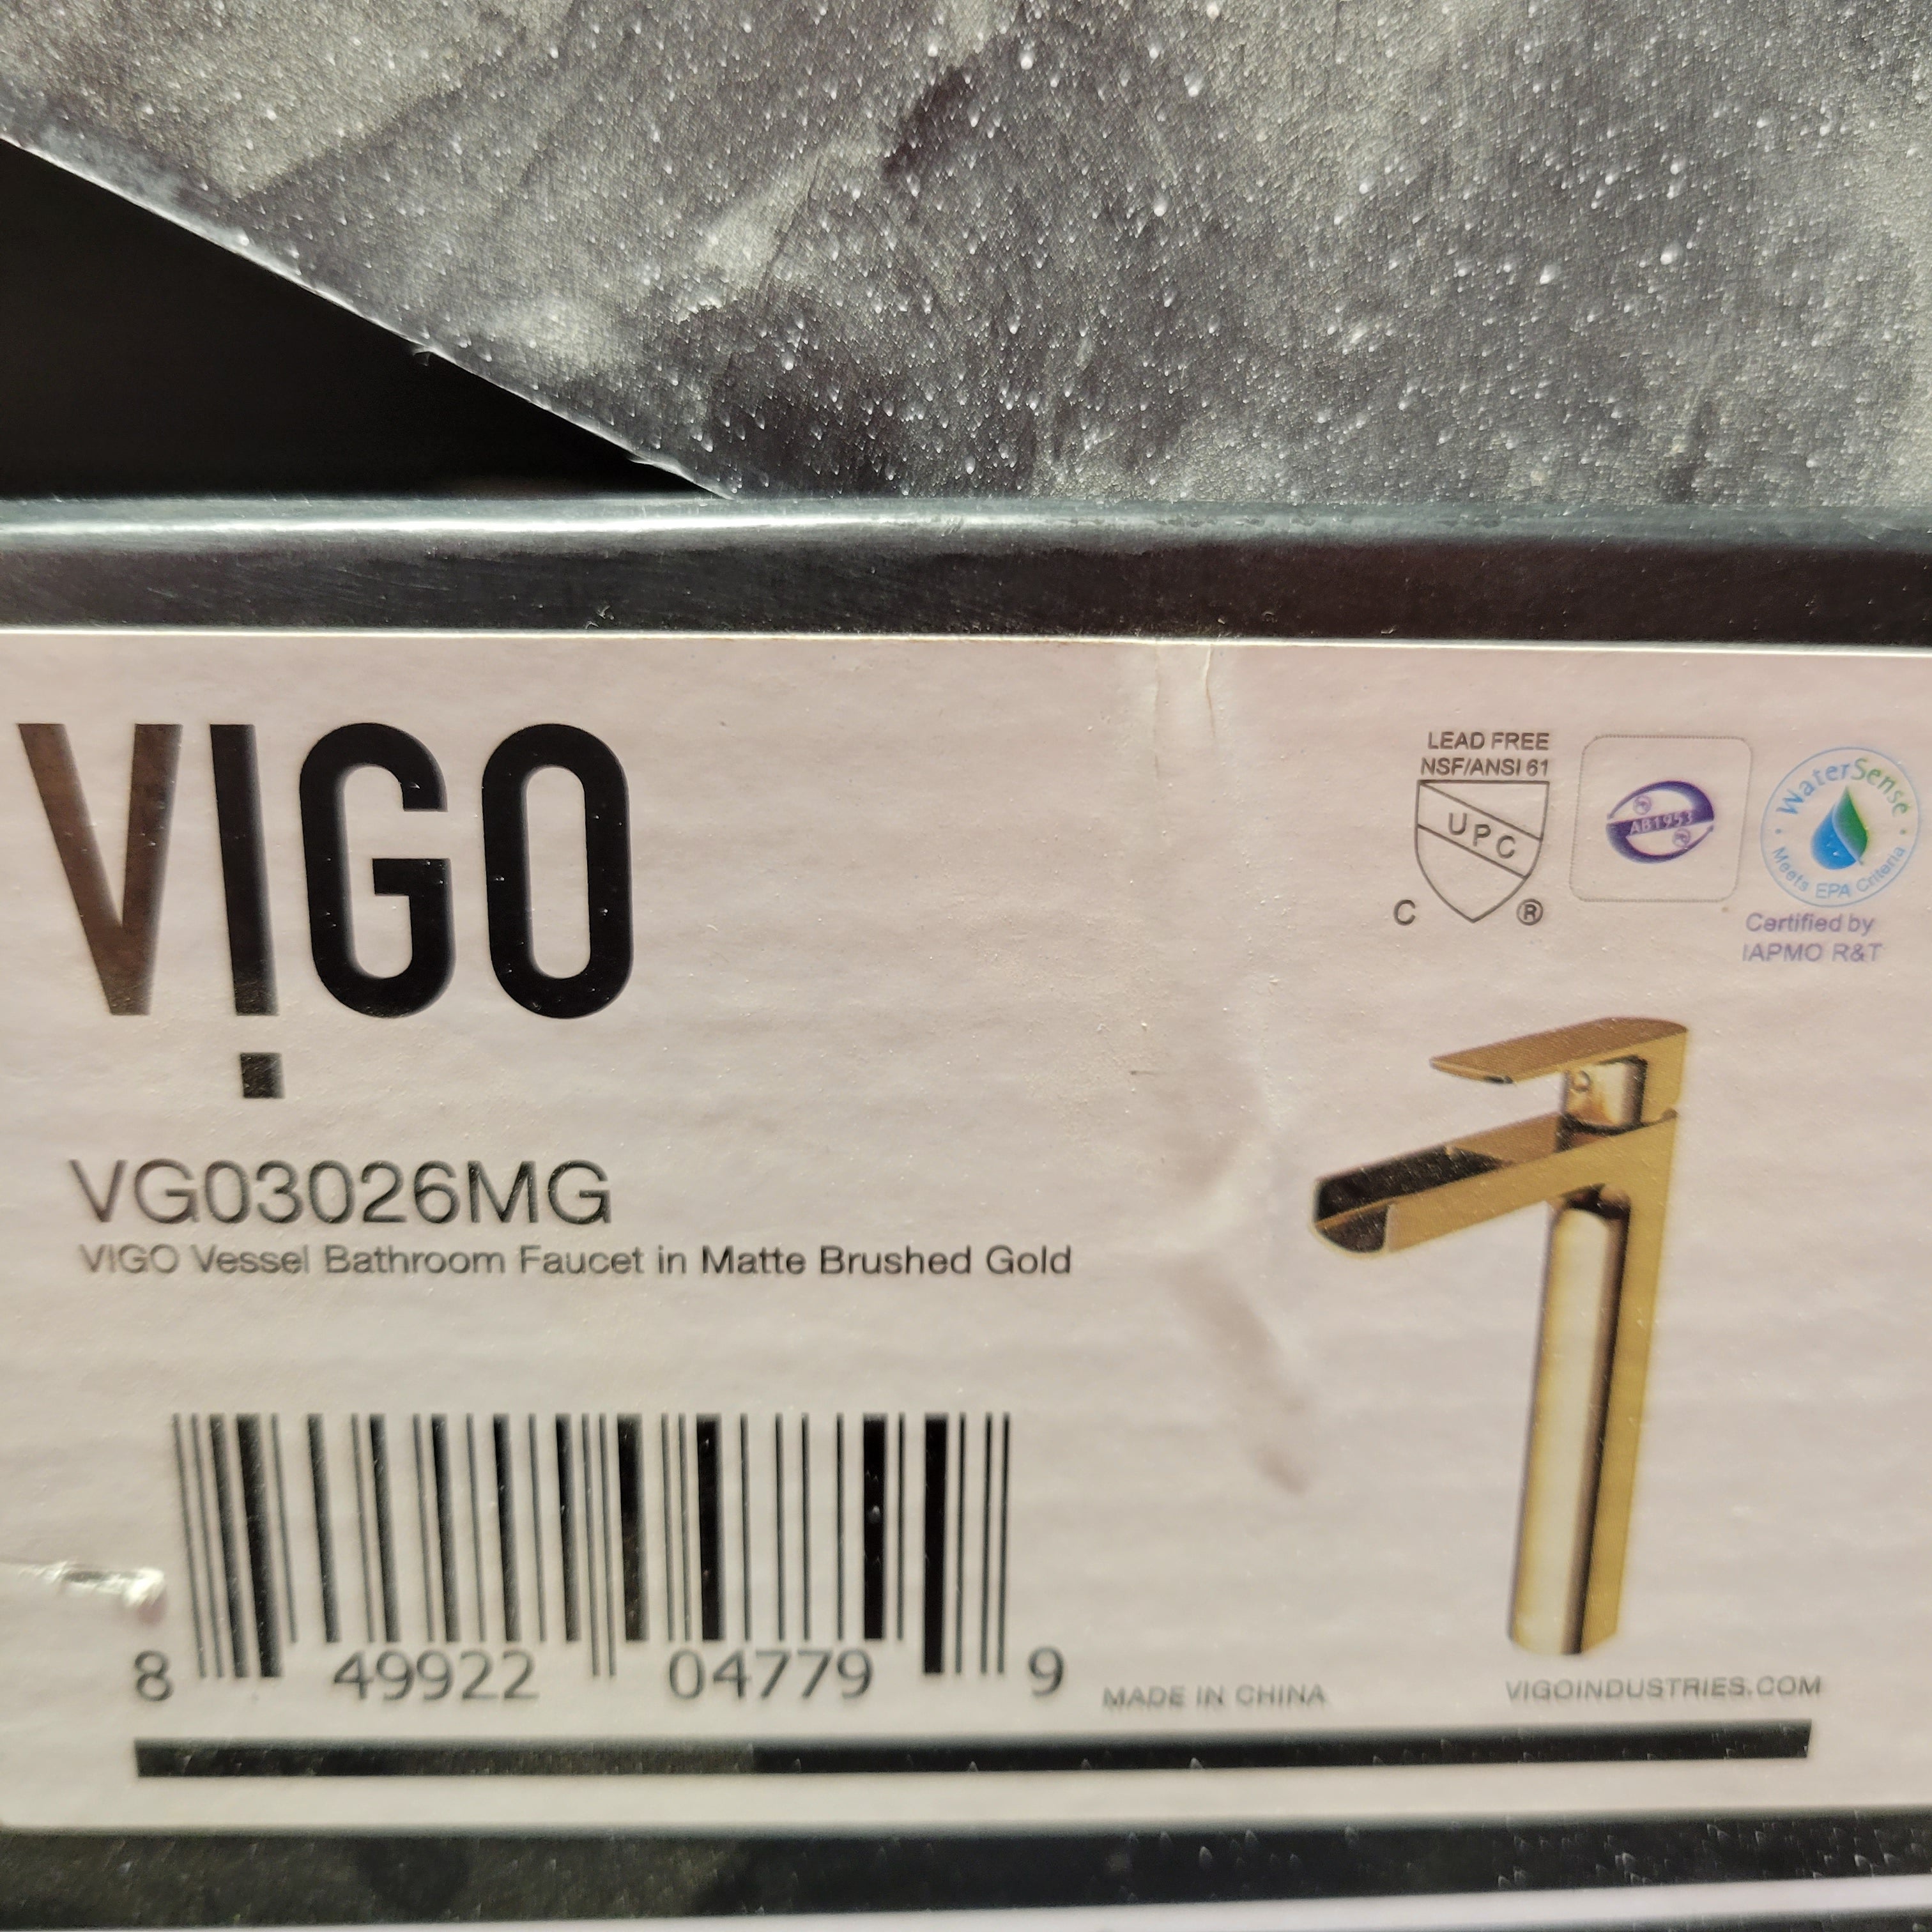 VIGO
LEAD FREE
NSF/ANSI 61
UPC
C ®
AB1953
WaterSense
Meets EPA Criteria
Certified by
IAPMO R&T
VG03026MG
VIGO Vessel Bathroom Faucet in Matte Brushed Gold
8 49922 04779 9
MADE IN CHINA
VIGOINDUSTRIES.COM